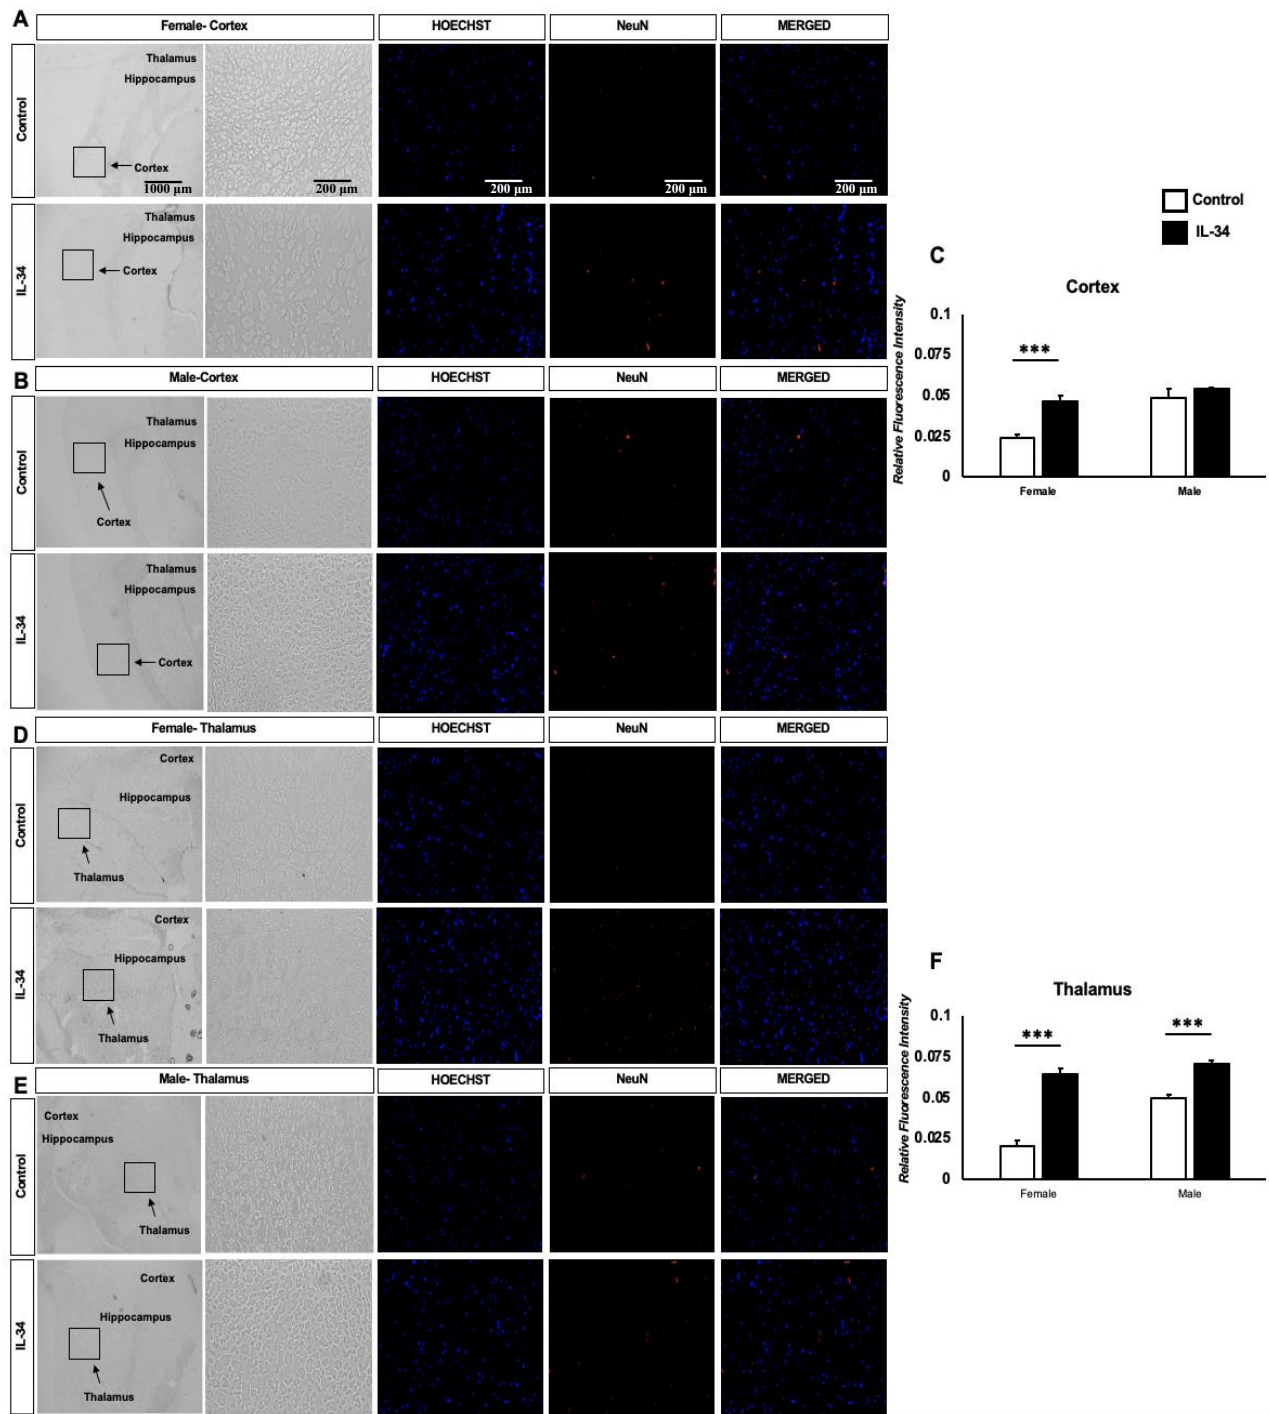 A
Female- Cortex
HOECHST
NeuN
MERGED
Control
Thalamus
Hippocampus
Cortex
1000 µm
200 µm
200 µm
200 µm
200 µm
IL-34
Thalamus
Hippocampus
Cortex
B
Male-Cortex
HOECHST
NeuN
MERGED
Control
Thalamus
Hippocampus
Cortex
IL-34
Thalamus
Hippocampus
Cortex
Control
IL-34
C
Cortex
Relative Fluorescence Intensity
0.1
0.075
0.05
0.025
0
***
Female
Male
D
Female- Thalamus
HOECHST
NeuN
MERGED
Control
Cortex
Hippocampus
Thalamus
IL-34
Cortex
Hippocampus
Thalamus
E
Male- Thalamus
HOECHST
NeuN
MERGED
Control
Cortex
Hippocampus
Thalamus
IL-34
Cortex
Hippocampus
Thalamus
F
Thalamus
Relative Fluorescence Intensity
0.1
0.075
0.05
0.025
0
***
***
Female
Male